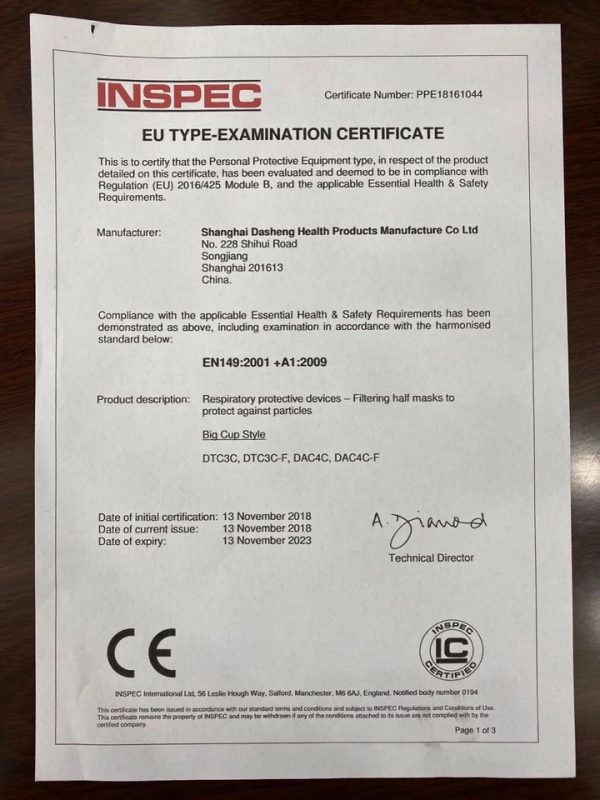 INSPEC
Certificate Number: PPE18161044
EU TYPE-EXAMINATION CERTIFICATE
This is to certify that the Personal Protective Equipment type, in respect of the product
detailed on this certificate, has been evaluated and deemed to be in compliance with
Regulation (EU) 2016/425 Module B, and the applicable Essential Health & Safety
Requirements.
Manufacturer: Shanghai Dasheng Health Products Manufacture Co Ltd
No. 228 Shihui Road
Songjiang
Shanghai 201613
China.
Compliance with the applicable Essential Health & Safety Requirements has been
demonstrated as above, including examination in accordance with the harmonised
standard below:
EN149:2001 +A1:2009
Product description: Respiratory protective devices – Filtering half masks to
protect against particles
Big Cup Style
DTC3C, DTC3C-F, DAC4C, DAC4C-F
Date of initial certification: 13 November 2018
Date of current issue: 13 November 2018
Date of expiry: 13 November 2023
Technical Director
CE
INSPEC
IC
CERTIFIED
INSPEC International Ltd, 56 Leslie Hough Way, Salford, Manchester, M6 6AJ, England. Notified body number 0194
This certificate has been issued in accordance with our standard terms and conditions and subject to INSPEC Regulations and Conditions of Use.
This certificate remains the property of INSPEC and may be withdrawn if any of the conditions attached to its issue are not complied with by the
certified company.
Page 1 of 3